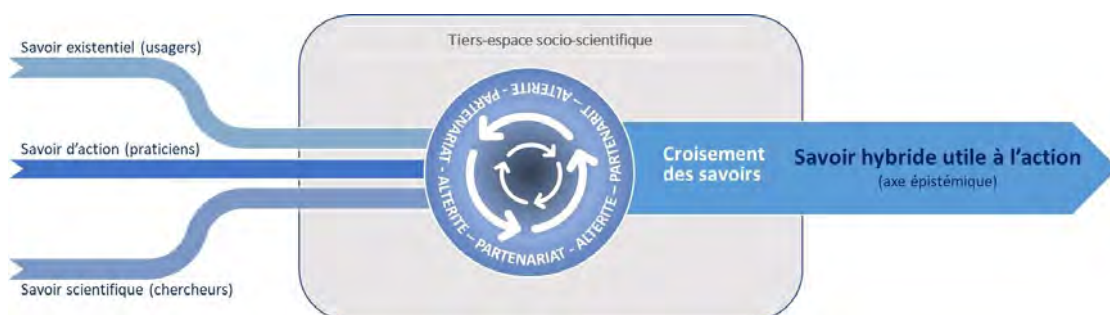 Tiers-espace socio-scientifique
Savoir existentiel (usagers)
Savoir d'action (praticiens)
Savoir scientifique (chercheurs)
PARTENARIAT - ALTERITE – PARTENARIAT - ALTERITE – PARTENARIT – ALTERITE -
Croisement
des savoirs
Savoir hybride utile à l'action
(axe épistémique)